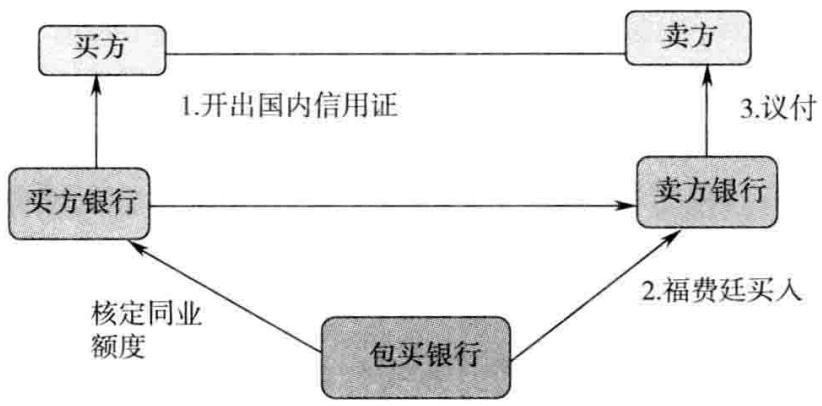 买方
卖方
1.开出国内信用证
3.议付
买方银行
卖方银行
核定同业
额度
2.福费廷买入
包买银行